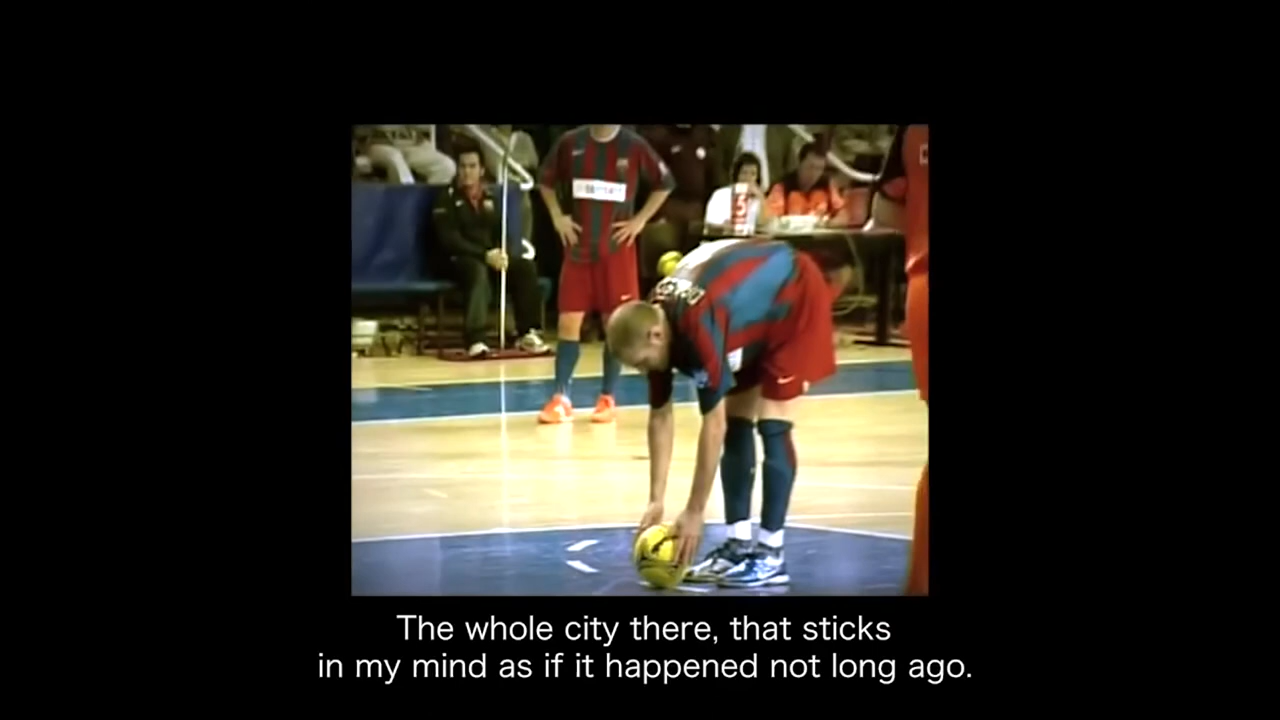 The whole city there, that sticks
in my mind as if it happened not long ago.